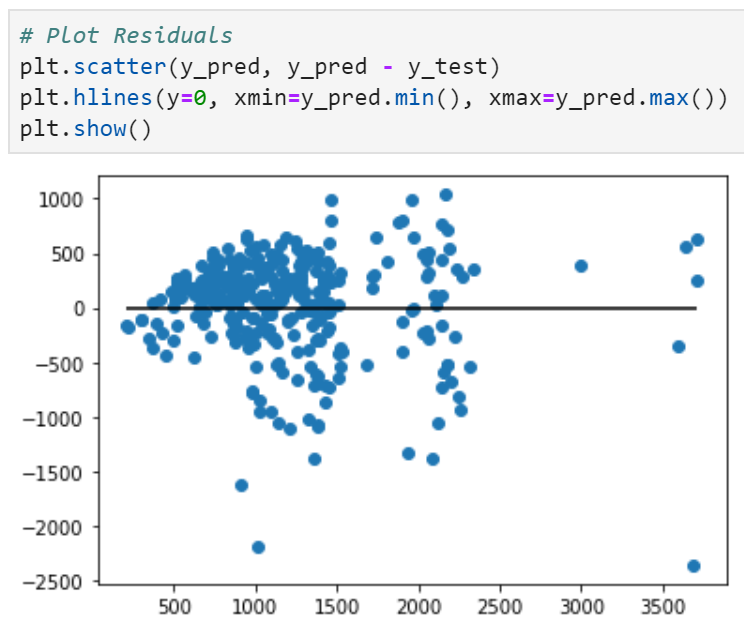 # Plot Residuals
plt.scatter(y_pred, y_pred - y_test)
plt.hlines(y=0, xmin=y_pred.min(), xmax=y_pred.max())
plt.show()
1000
500
0
−500
−1000
−1500
−2000
−2500
500 1000 1500 2000 2500 3000 3500